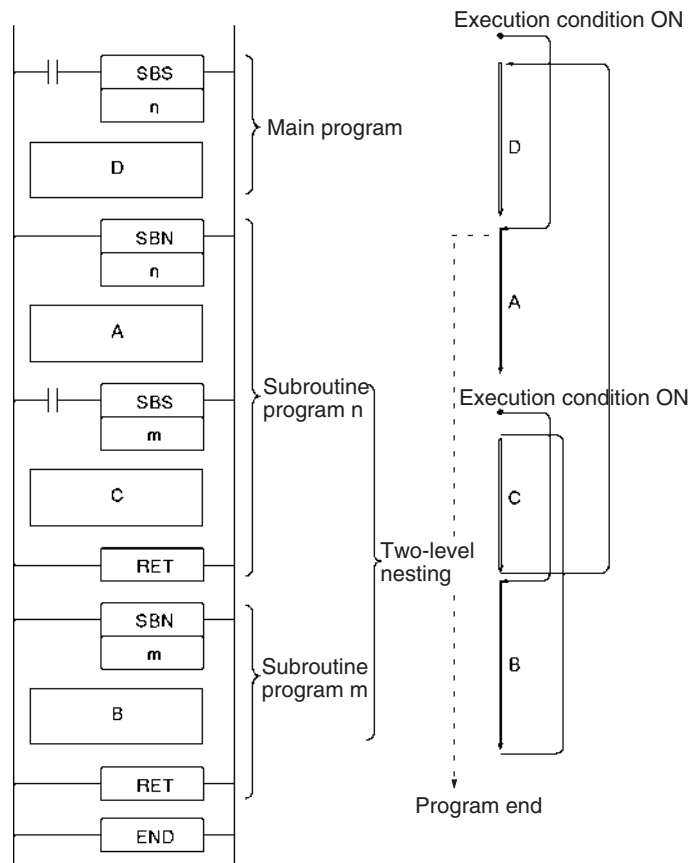 Execution condition ON
SBS
n
Main program
D
D
SBN
n
A
A
SBS
m
Subroutine
program n
Execution condition ON
C
C
RET
Two-level
nesting
SBN
m
Subroutine
program m
B
B
RET
Program end
END